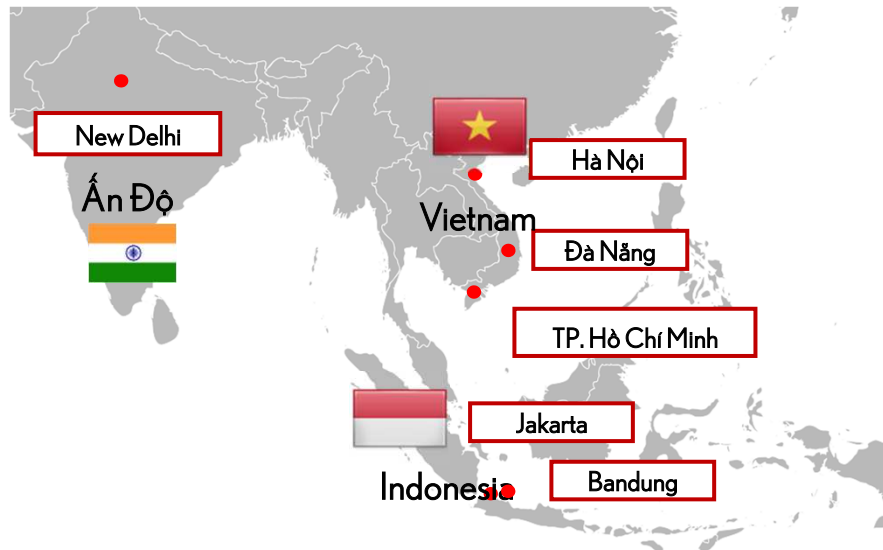 New Delhi
Ấn Độ
Hà Nội
Vietnam
Đà Nẵng
TP. Hồ Chí Minh
Jakarta
Indonesia
Bandung